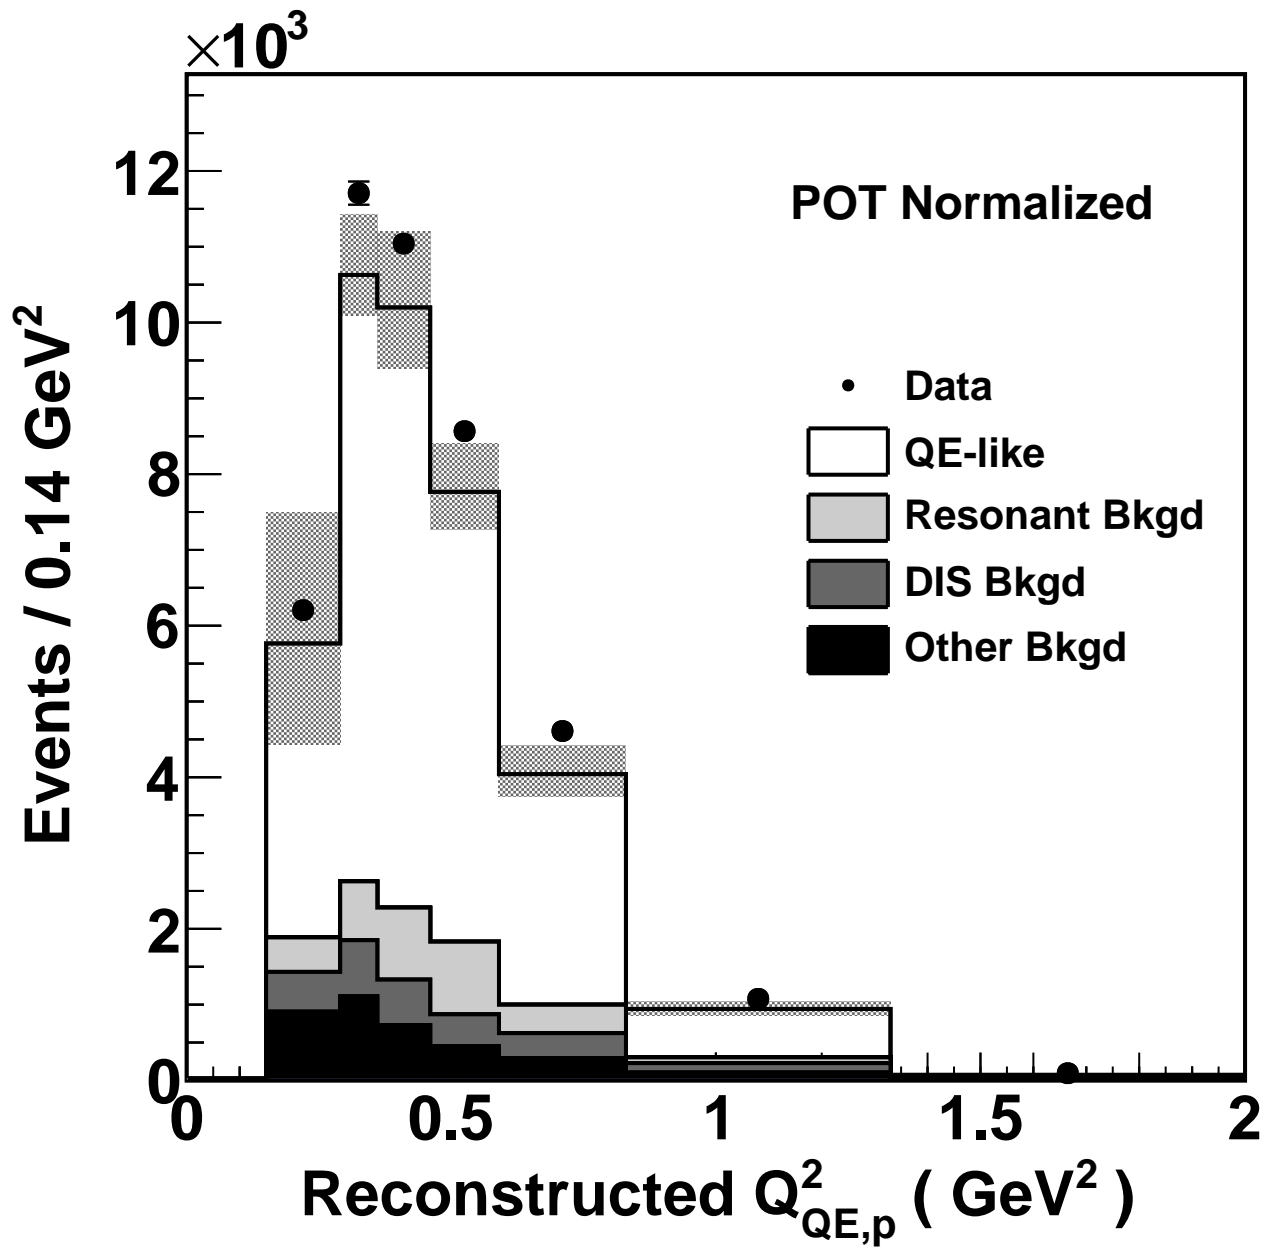 ×10³
12
10
8
6
4
2
0
Events / 0.14 GeV²
POT Normalized
Data
QE-like
Resonant Bkgd
DIS Bkgd
Other Bkgd
0 0.5 1 1.5 2
Reconstructed Q²_QE,p ( GeV² )